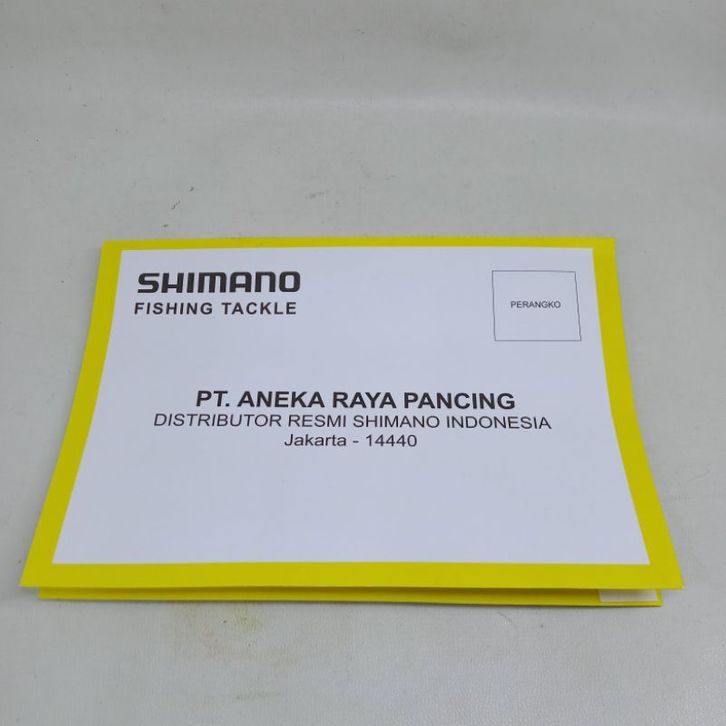 SHIMANO
FISHING TACKLE
PERANGKO
PT. ANEKA RAYA PANCING
DISTRIBUTOR RESMI SHIMANO INDONESIA
Jakarta - 14440